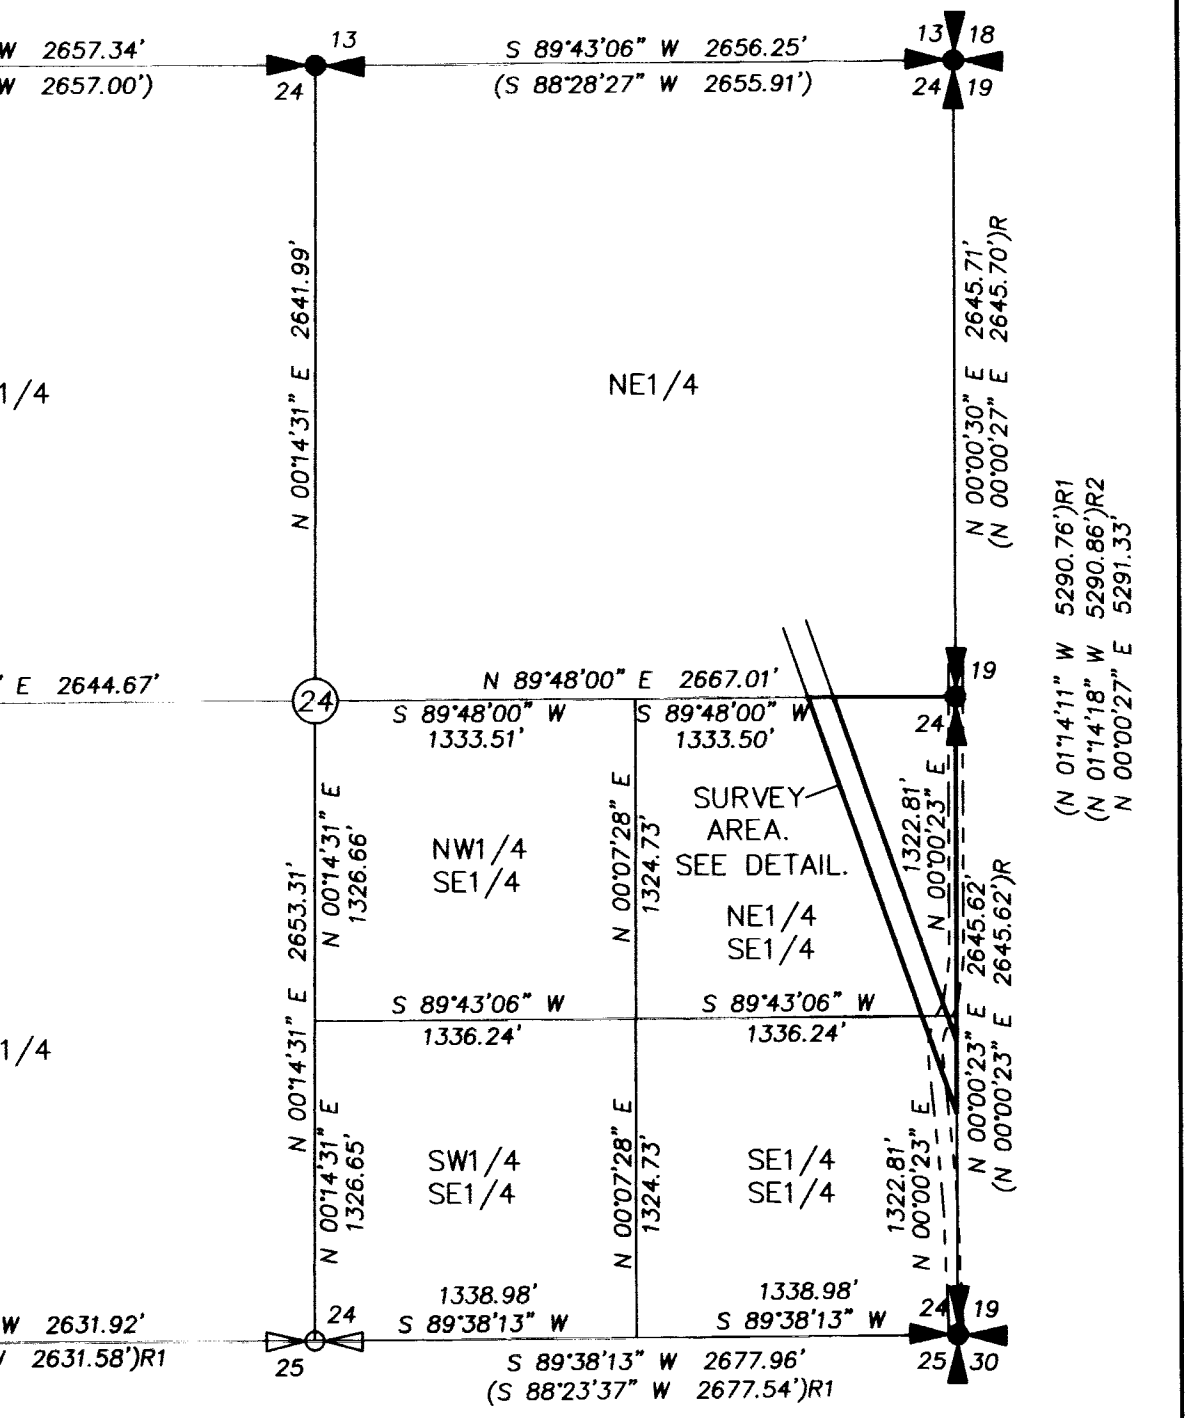 W 2657.34'
W 2657.00')
13
24
S 89°43'06" W 2656.25'
(S 88°28'27" W 2655.91')
13 18
24 19
N 00°14'31" E 2641.99'
1/4
NE1/4
N 00°00'30" E 2645.71'
(N 00°00'27" E 2645.70')R
(N 01°14'11" W 5290.76')R1
(N 01°14'18" W 5290.86')R2
N 00°00'27" E 5291.33'
' E 2644.67'
24
N 89°48'00" E 2667.01'
S 89°48'00" W
1333.51'
S 89°48'00" W
1333.50'
19
24
N 00°14'31" E 2653.31'
N 00°14'31" E
1326.66'
NW1/4
SE1/4
N 00°07'28" E
1324.73'
SURVEY
AREA.
SEE DETAIL.
NE1/4
SE1/4
1322.81'
N 00°00'23" E
N 00°00'23" E 2645.62'
(N 00°00'23" E 2645.62')R
S 89°43'06" W
1336.24'
S 89°43'06" W
1336.24'
1/4
N 00°14'31" E
1326.65'
SW1/4
SE1/4
N 00°07'28" E
1324.73'
SE1/4
SE1/4
1322.81'
N 00°00'23" E
W 2631.92'
2631.58')R1
24
25
1338.98'
S 89°38'13" W
1338.98'
S 89°38'13" W
24 19
25 30
S 89°38'13" W 2677.96'
(S 88°23'37" W 2677.54')R1